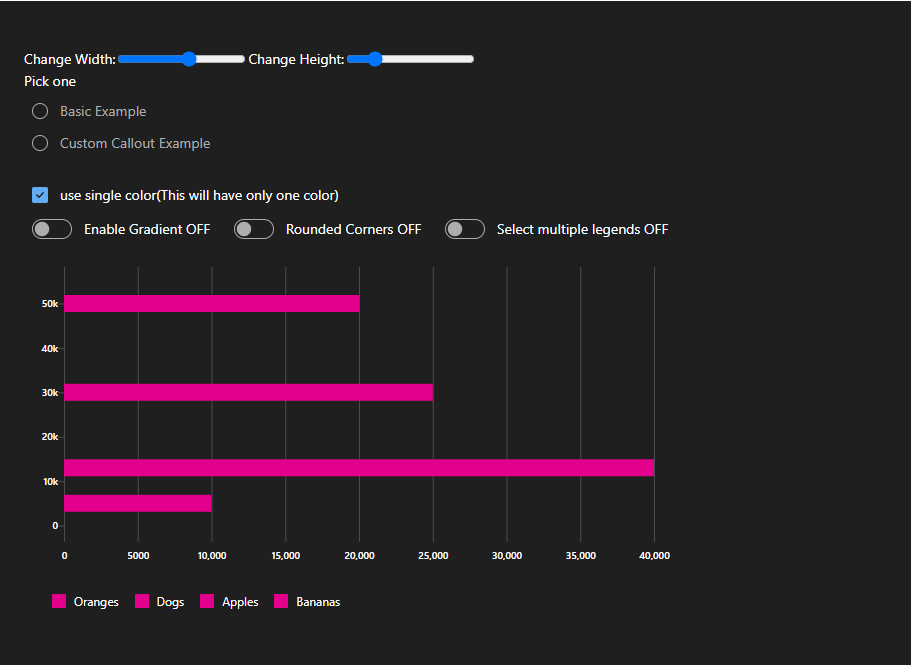 Change Width: Change Height:
Pick one
Basic Example
Custom Callout Example
use single color(This will have only one color)
Enable Gradient OFF Rounded Corners OFF Select multiple legends OFF
50k
40k
30k
20k
10k
0
0 5000 10,000 15,000 20,000 25,000 30,000 35,000 40,000
Oranges Dogs Apples Bananas